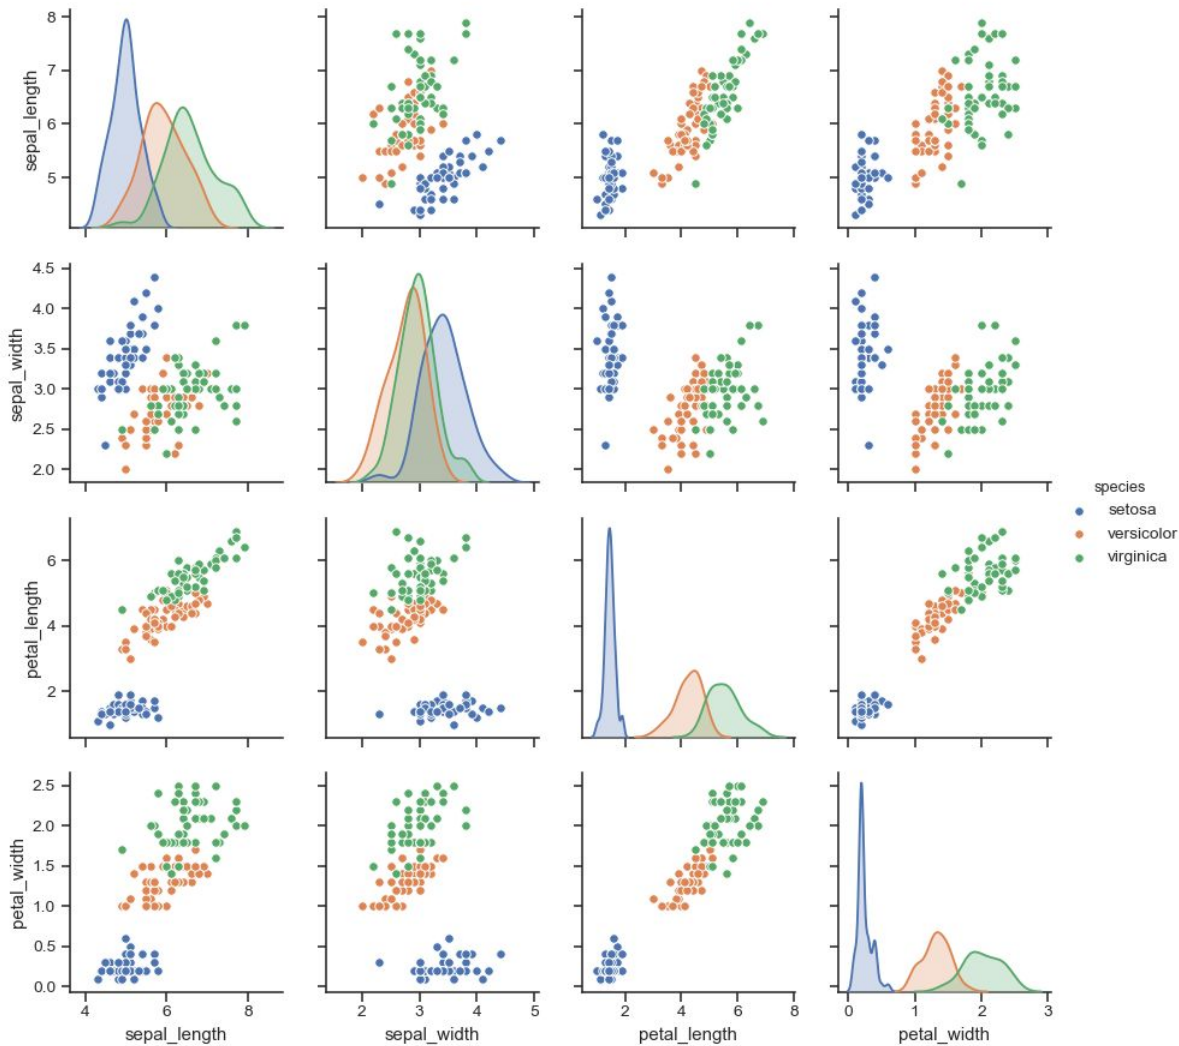 8
7
6
5
sepal_length
4
6
8
2
3
4
5
2
4
6
8
0
1
2
3
4.5
4.0
3.5
3.0
2.5
2.0
sepal_width
species
setosa
versicolor
virginica
6
4
2
petal_length
2.5
2.0
1.5
1.0
0.5
0.0
petal_width
sepal_length
sepal_width
petal_length
petal_width